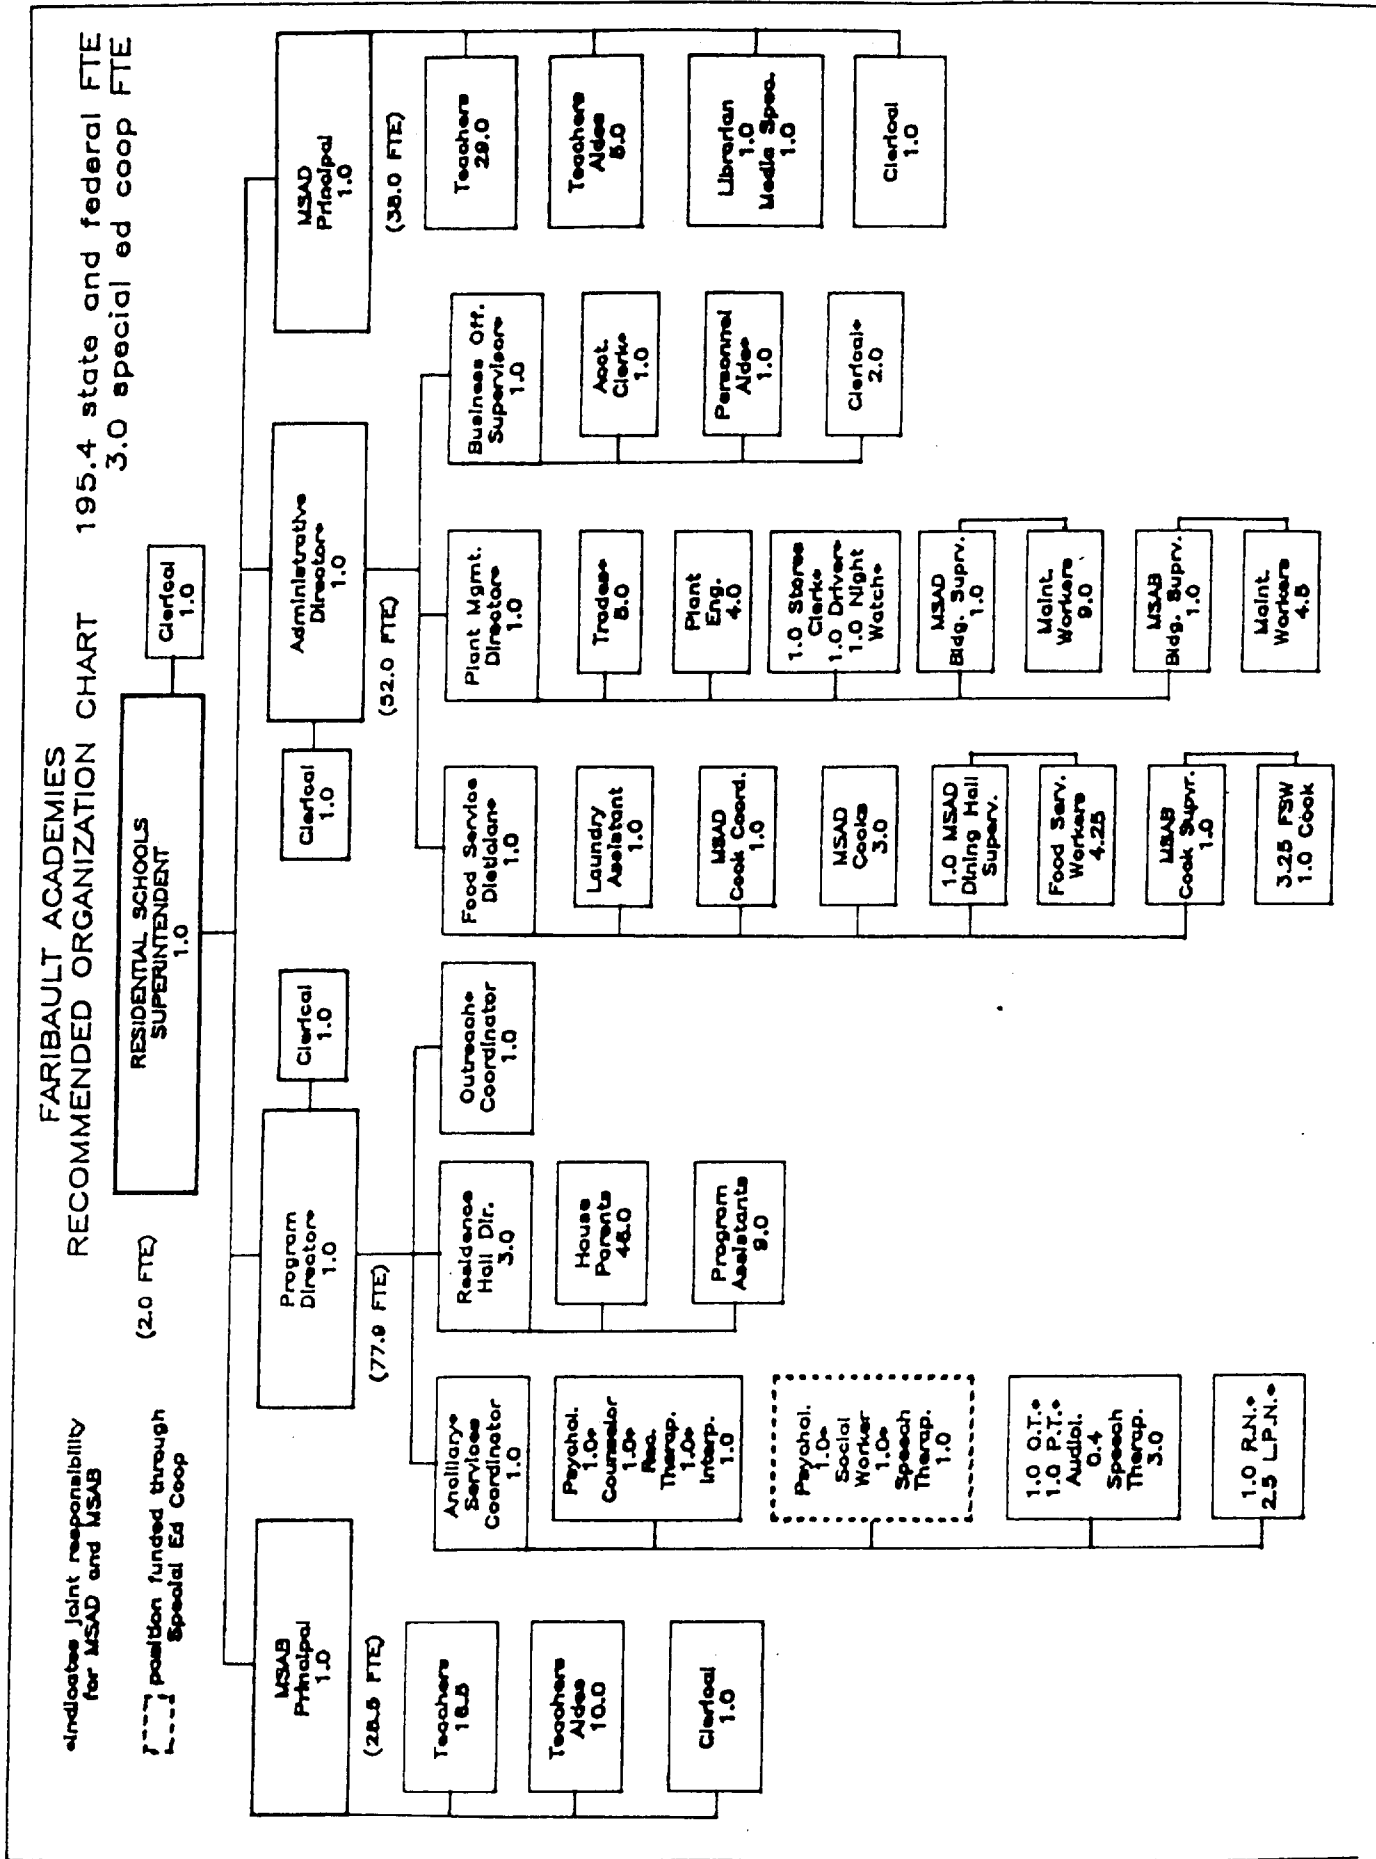 FARIBAULT ACADEMIES
RECOMMENDED ORGANIZATION CHART
195.4 state and federal FTE
3.0 special ed coop FTE
*indicates joint responsibility
for MSAD and MSAB
position funded through
Special Ed Coop
(2.0 FTE)
RESIDENTIAL SCHOOLS
SUPERINTENDENT
1.0
Clerical
1.0
MSAB
Principal
1.0
(28.5 FTE)
Teachers
16.5
Teachers
Aides
10.0
Clerical
1.0
Program
Director*
1.0
Clerical
1.0
(77.9 FTE)
Ancillary*
Services
Coordinator
1.0
Psychol.
1.0*
Counselor
1.0*
Rec.
Therap.
1.0*
Interp.
1.0
Psychol.
1.0*
Social
Worker
1.0*
Speech
Therap.
1.0
1.0 O.T.*
1.0 P.T.*
Audiol.
0.4
Speech
Therap.
3.0
1.0 R.N.*
2.5 L.P.N.*
Residence
Hall Dir.
3.0
House
Parents
46.0
Program
Assistants
9.0
Outreach*
Coordinator
1.0
Administrative
Director*
1.0
Clerical
1.0
(52.0 FTE)
Food Service
Dietician*
1.0
Laundry
Assistant
1.0
MSAD
Cook Coord.
1.0
MSAD
Cooks
3.0
1.0 MSAD
Dining Hall
Superv.
Food Serv.
Workers
4.25
MSAB
Cook Supvr.
1.0
3.25 FSW
1.0 Cook
Plant Mgmt.
Director*
1.0
Trades*
5.0
Plant
Eng.
4.0
1.0 Stores
Clerk*
1.0 Driver*
1.0 Night
Watch*
MSAD
Bldg. Suprv.
1.0
Maint.
Workers
9.0
MSAB
Bldg. Suprv.
1.0
Maint.
Workers
4.5
Business Off.
Supervisor*
1.0
Acct.
Clerk*
1.0
Personnel
Aide*
1.0
Clerical*
2.0
MSAD
Principal
1.0
(38.0 FTE)
Teachers
29.0
Teachers
Aides
5.0
Librarian
1.0
Media Spec.
1.0
Clerical
1.0